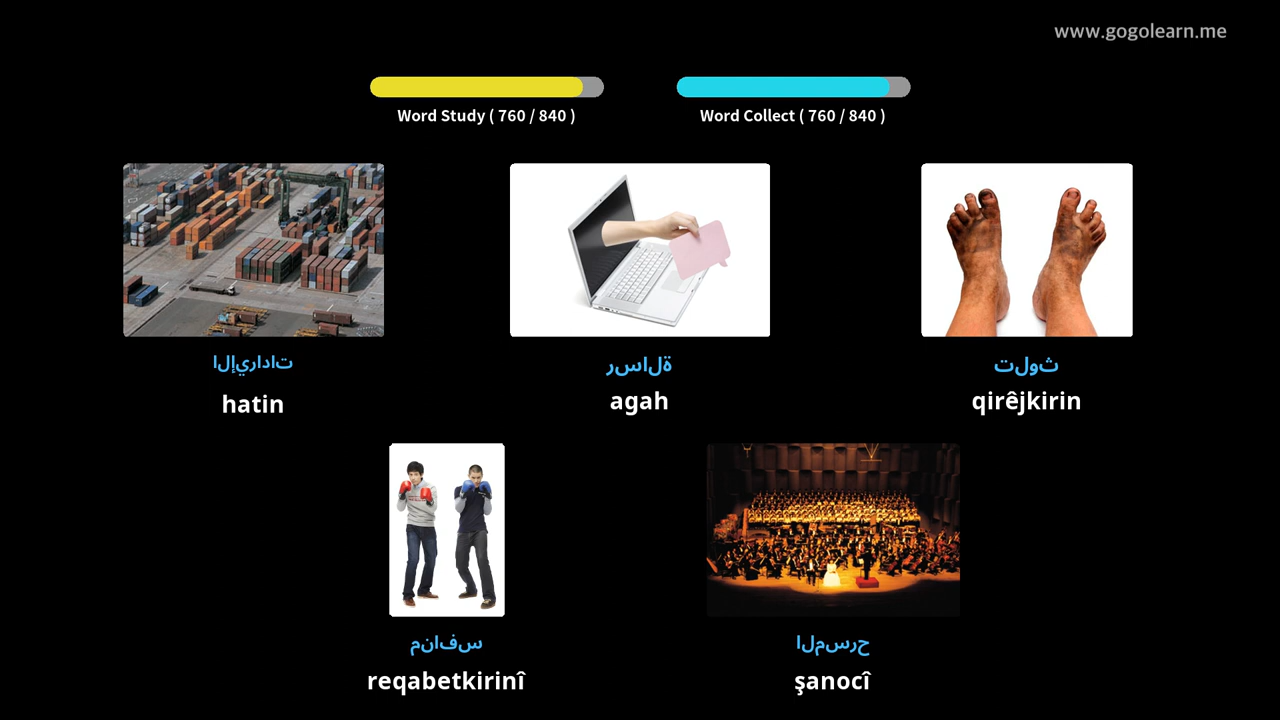 www.gogolearn.me
Word Study ( 760 / 840 )
Word Collect ( 760 / 840 )
الإيرادات
hatin
رسالة
agah
تلوث
qirêjkirin
منافس
reqabetkirinî
المسرح
şanocî